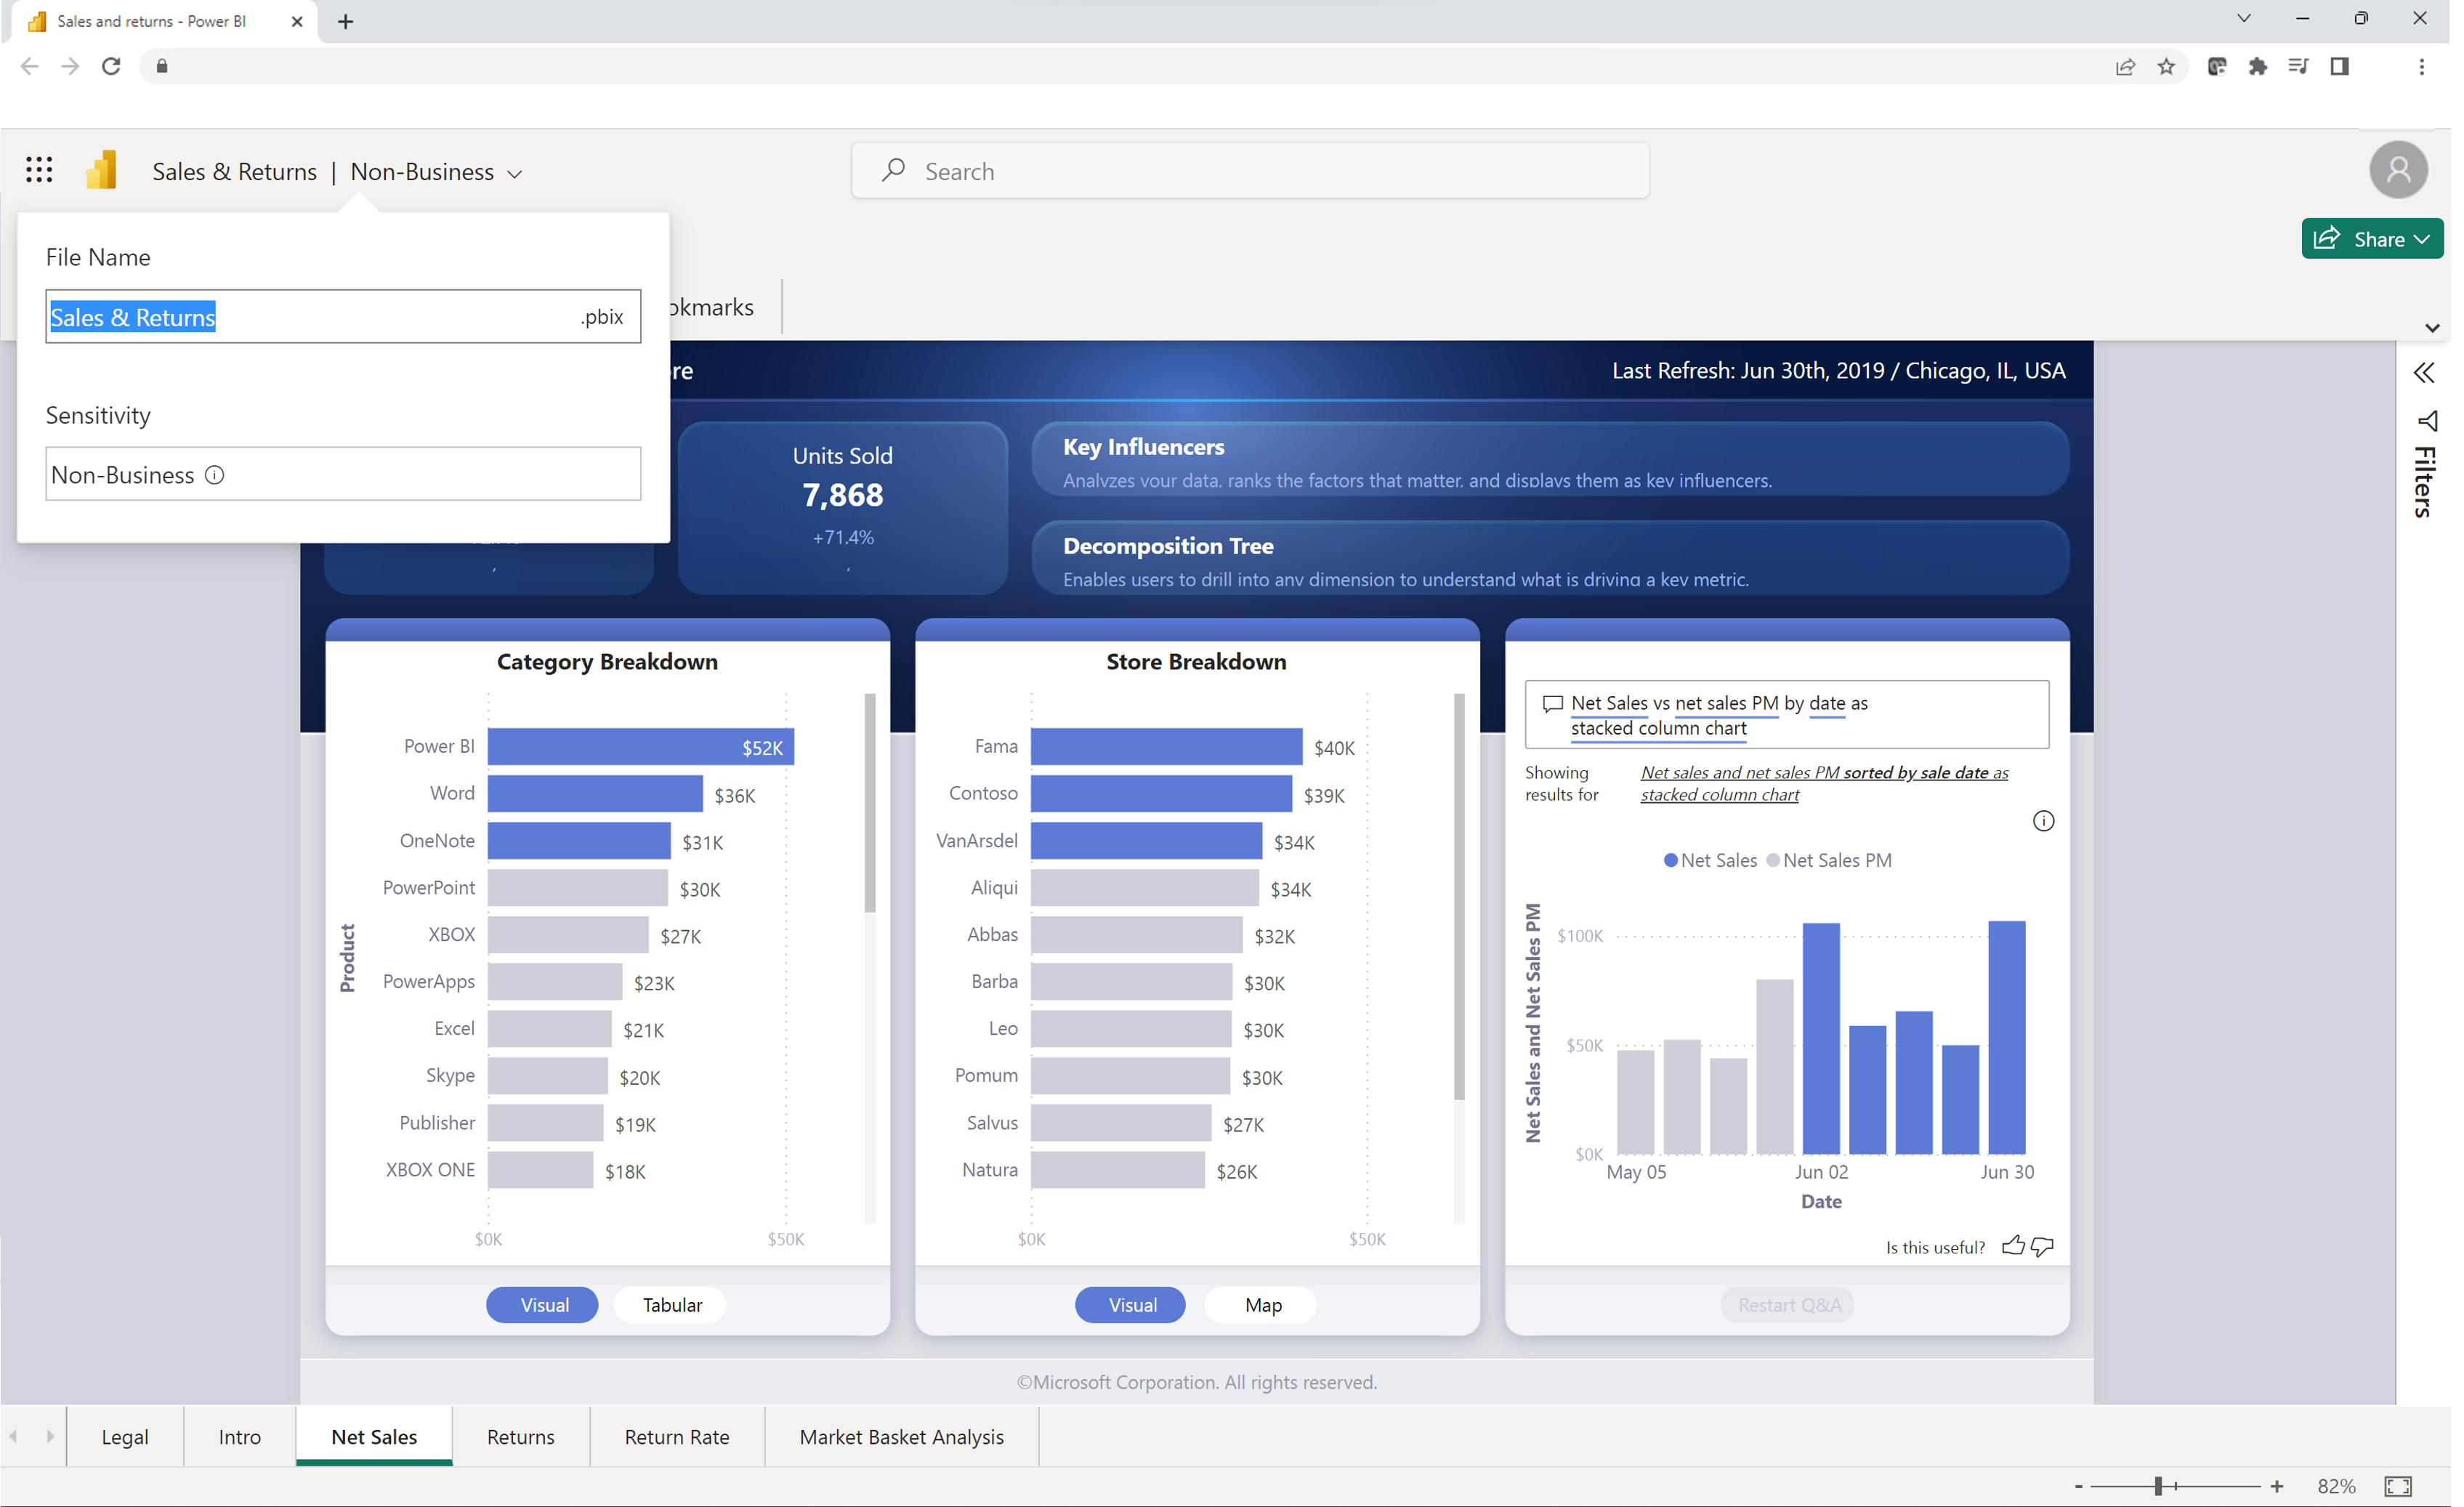 Sales and returns - Power BI
Sales & Returns | Non-Business
Search
Share
File Name
Sales & Returns
.pbix
Sensitivity
Non-Business
okmarks
re
Last Refresh: Jun 30th, 2019 / Chicago, IL, USA
Filters
Units Sold
7,868
+71.4%
Key Influencers
Analyzes your data, ranks the factors that matter, and displays them as key influencers.
Decomposition Tree
Enables users to drill into any dimension to understand what is driving a key metric.
Category Breakdown
Product
Power BI $52K
Word $36K
OneNote $31K
PowerPoint $30K
XBOX $27K
PowerApps $23K
Excel $21K
Skype $20K
Publisher $19K
XBOX ONE $18K
$0K $50K
Visual Tabular
Store Breakdown
Fama $40K
Contoso $39K
VanArsdel $34K
Aliqui $34K
Abbas $32K
Barba $30K
Leo $30K
Pomum $30K
Salvus $27K
Natura $26K
$0K $50K
Visual Map
Net Sales vs net sales PM by date as
stacked column chart
Showing
results for
Net sales and net sales PM sorted by sale date as
stacked column chart
Net Sales Net Sales PM
Net Sales and Net Sales PM
$100K
$50K
$0K
May 05 Jun 02 Jun 30
Date
Is this useful?
Restart Q&A
©Microsoft Corporation. All rights reserved.
Legal Intro Net Sales Returns Return Rate Market Basket Analysis
- + 82%